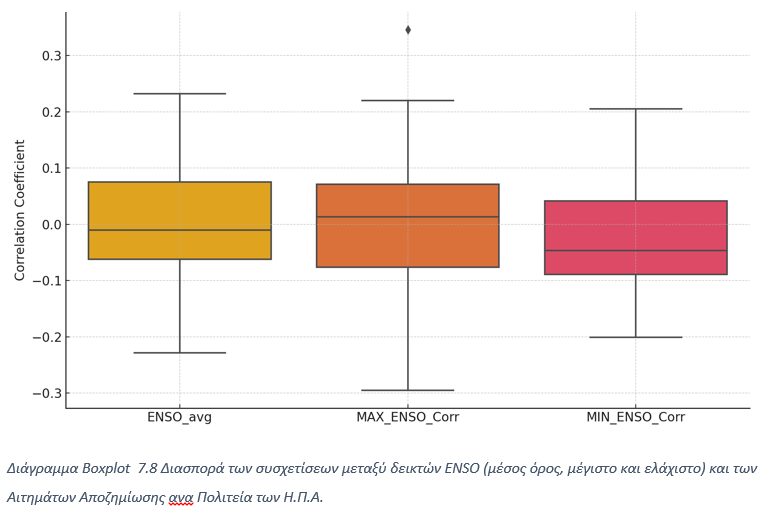 0.3
0.2
0.1
0.0
−0.1
−0.2
−0.3
Correlation Coefficient
ENSO_avg
MAX_ENSO_Corr
MIN_ENSO_Corr
Διάγραμμα Boxplot 7.8 Διασπορά των συσχετίσεων μεταξύ δεικτών ENSO (μέσος όρος, μέγιστο και ελάχιστο) και των
Αιτημάτων Αποζημίωσης ανα Πολιτεία των Η.Π.Α.